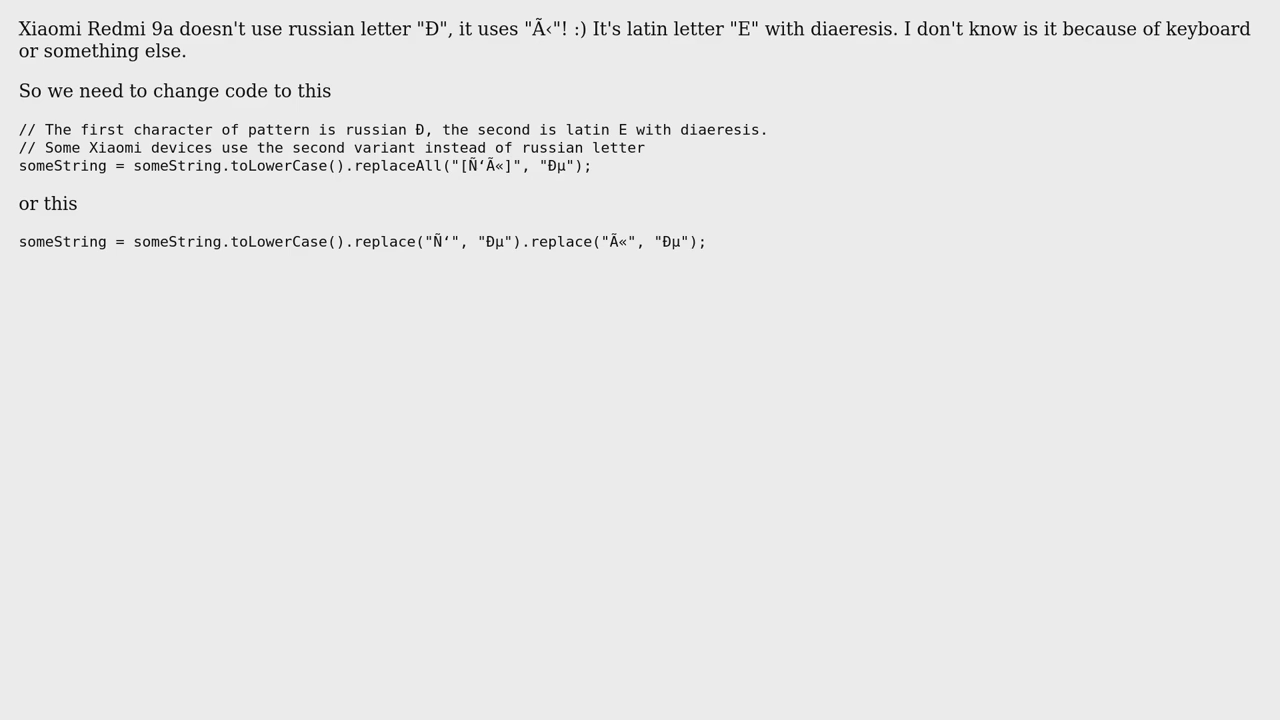 Xiaomi Redmi 9a doesn't use russian letter "Ð", it uses "Ã‹"! :) It's latin letter "E" with diaeresis. I don't know is it because of keyboard
or something else.
So we need to change code to this
// The first character of pattern is russian Ð, the second is latin E with diaeresis.
// Some Xiaomi devices use the second variant instead of russian letter
someString = someString.toLowerCase().replaceAll("[Ñ‘Ã«]", "Ðµ");
or this
someString = someString.toLowerCase().replace("Ñ‘", "Ðµ").replace("Ã«", "Ðµ");